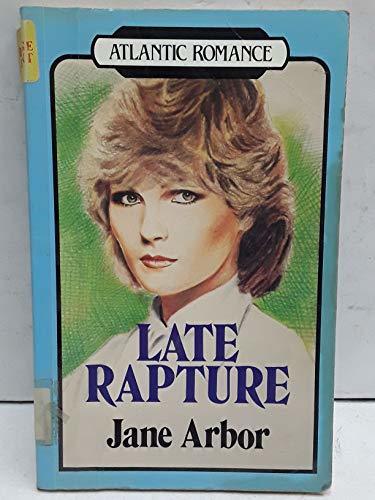 ATLANTIC ROMANCE
LATE
RAPTURE
Jane Arbor